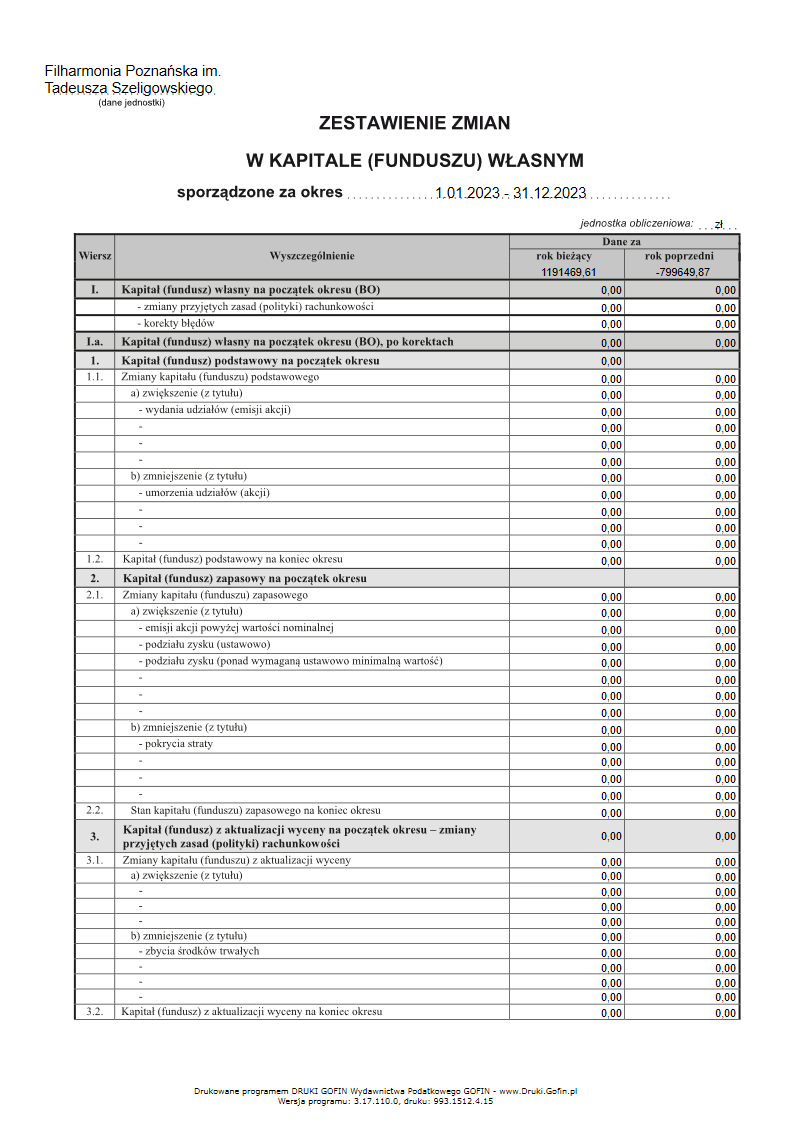 Filharmonia Poznańska im.
Tadeusza Szeligowskiego
(dane jednostki)
ZESTAWIENIE ZMIAN
W KAPITALE (FUNDUSZU) WŁASNYM
sporządzone za okres 1.01.2023 - 31.12.2023
jednostka obliczeniowa: zł
Wiersz Wyszczególnienie Dane za
rok bieżący rok poprzedni
1191469,61 -799649,87
I. Kapitał (fundusz) własny na początek okresu (BO) 0,00 0,00
- zmiany przyjętych zasad (polityki) rachunkowości 0,00 0,00
- korekty błędów 0,00 0,00
I.a. Kapitał (fundusz) własny na początek okresu (BO), po korektach 0,00 0,00
1. Kapitał (fundusz) podstawowy na początek okresu 0,00
1.1. Zmiany kapitału (funduszu) podstawowego 0,00 0,00
a) zwiększenie (z tytułu) 0,00 0,00
- wydania udziałów (emisji akcji) 0,00 0,00
- 0,00 0,00
- 0,00 0,00
- 0,00 0,00
b) zmniejszenie (z tytułu) 0,00 0,00
- umorzenia udziałów (akcji) 0,00 0,00
- 0,00 0,00
- 0,00 0,00
- 0,00 0,00
1.2. Kapitał (fundusz) podstawowy na koniec okresu 0,00 0,00
2. Kapitał (fundusz) zapasowy na początek okresu
2.1. Zmiany kapitału (funduszu) zapasowego 0,00 0,00
a) zwiększenie (z tytułu) 0,00 0,00
- emisji akcji powyżej wartości nominalnej 0,00 0,00
- podziału zysku (ustawowo) 0,00 0,00
- podziału zysku (ponad wymaganą ustawowo minimalną wartość) 0,00 0,00
- 0,00 0,00
- 0,00 0,00
- 0,00 0,00
b) zmniejszenie (z tytułu) 0,00 0,00
- pokrycia straty 0,00 0,00
- 0,00 0,00
- 0,00 0,00
- 0,00 0,00
2.2. Stan kapitału (funduszu) zapasowego na koniec okresu 0,00 0,00
3. Kapitał (fundusz) z aktualizacji wyceny na początek okresu – zmiany
przyjętych zasad (polityki) rachunkowości 0,00 0,00
3.1. Zmiany kapitału (funduszu) z aktualizacji wyceny 0,00 0,00
a) zwiększenie (z tytułu) 0,00 0,00
- 0,00 0,00
- 0,00 0,00
- 0,00 0,00
b) zmniejszenie (z tytułu) 0,00 0,00
- zbycia środków trwałych 0,00 0,00
- 0,00 0,00
- 0,00 0,00
- 0,00 0,00
3.2. Kapitał (fundusz) z aktualizacji wyceny na koniec okresu 0,00 0,00
Drukowane programem DRUKI GOFIN Wydawnictwa Podatkowego GOFIN - www.Druki.Gofin.pl
Wersja programu: 3.17.110.0, druku: 993.1512.4.15